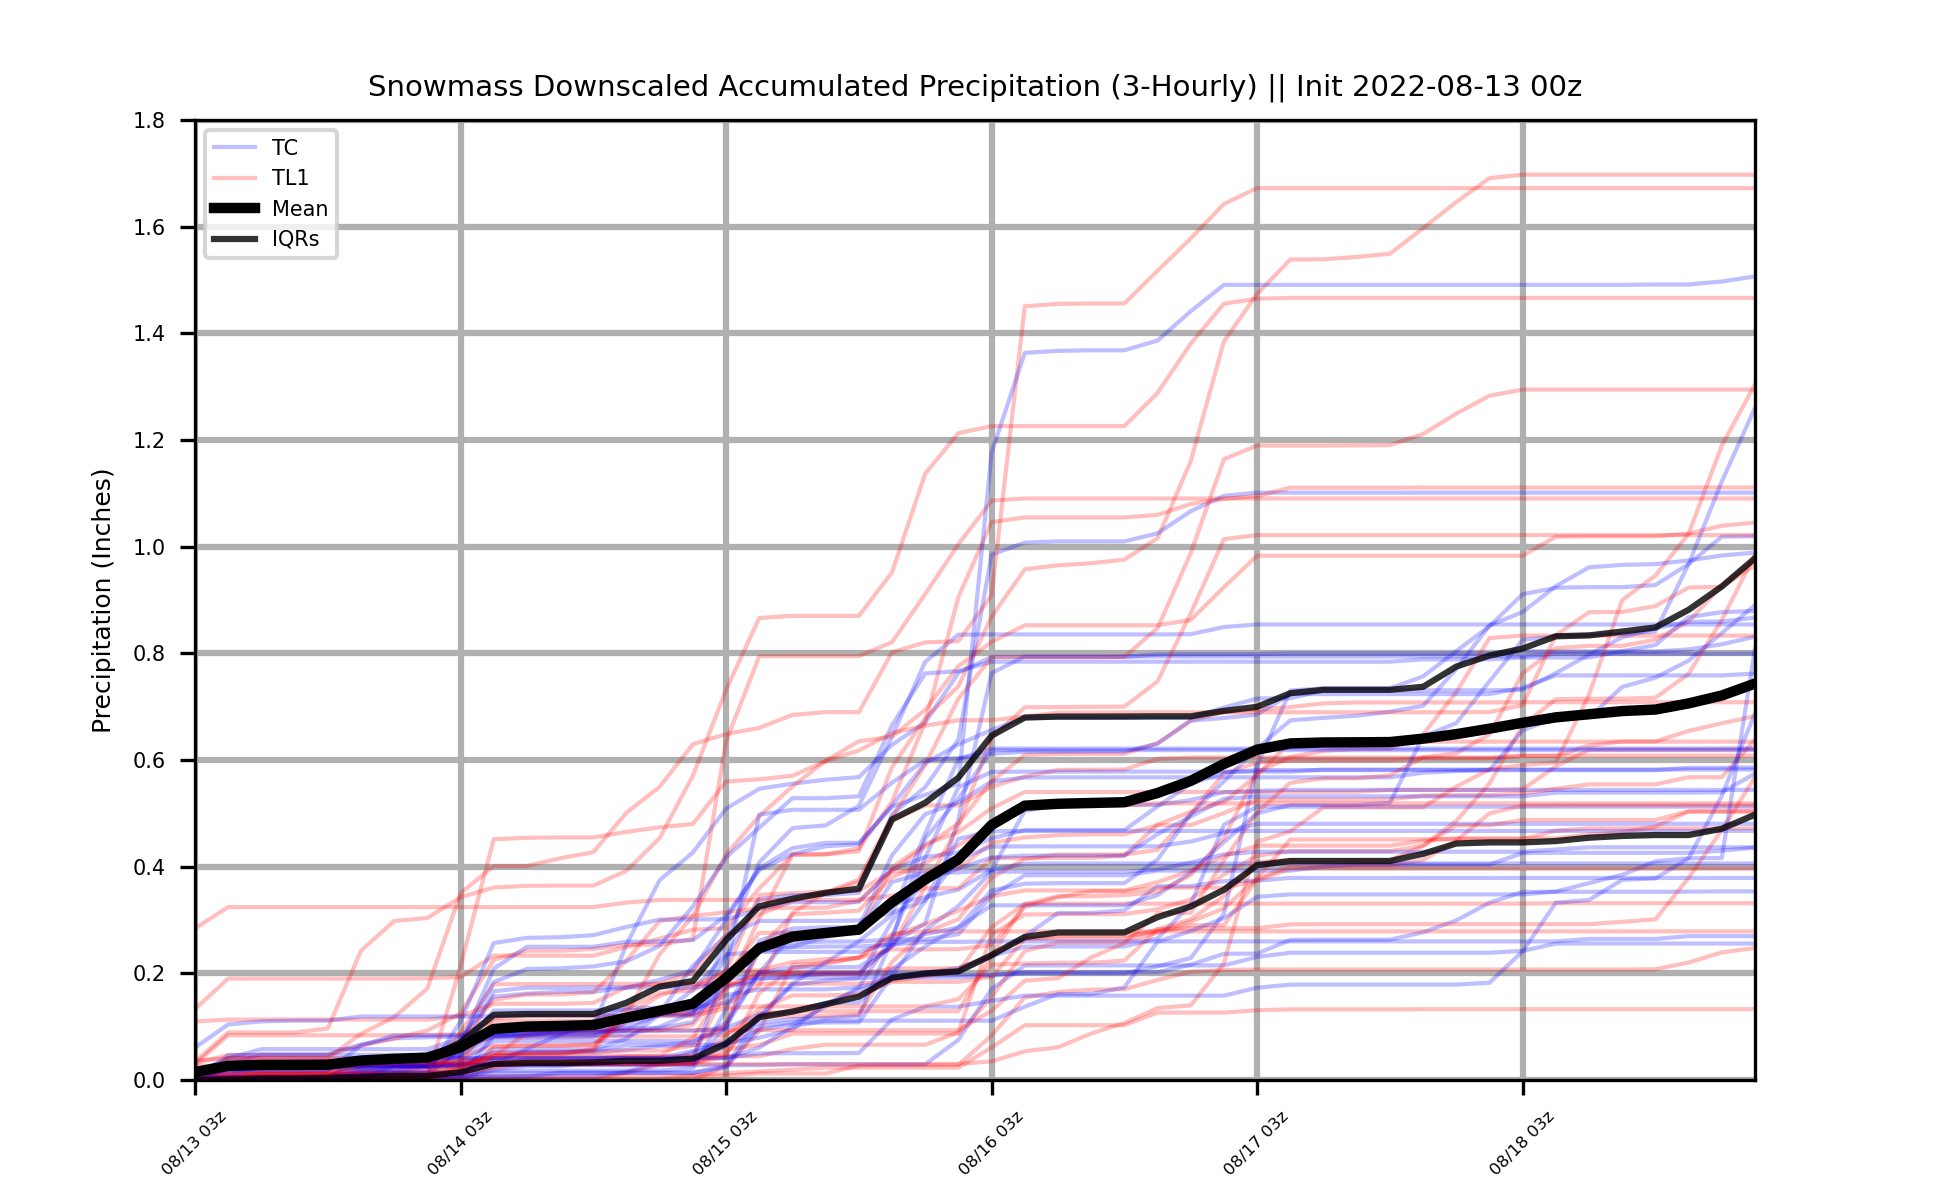 Snowmass Downscaled Accumulated Precipitation (3-Hourly) || Init 2022-08-13 00z
TC
TL1
Mean
IQRs
Precipitation (Inches)
1.8
1.6
1.4
1.2
1.0
0.8
0.6
0.4
0.2
0.0
08/13 03z
08/14 03z
08/15 03z
08/16 03z
08/17 03z
08/18 03z